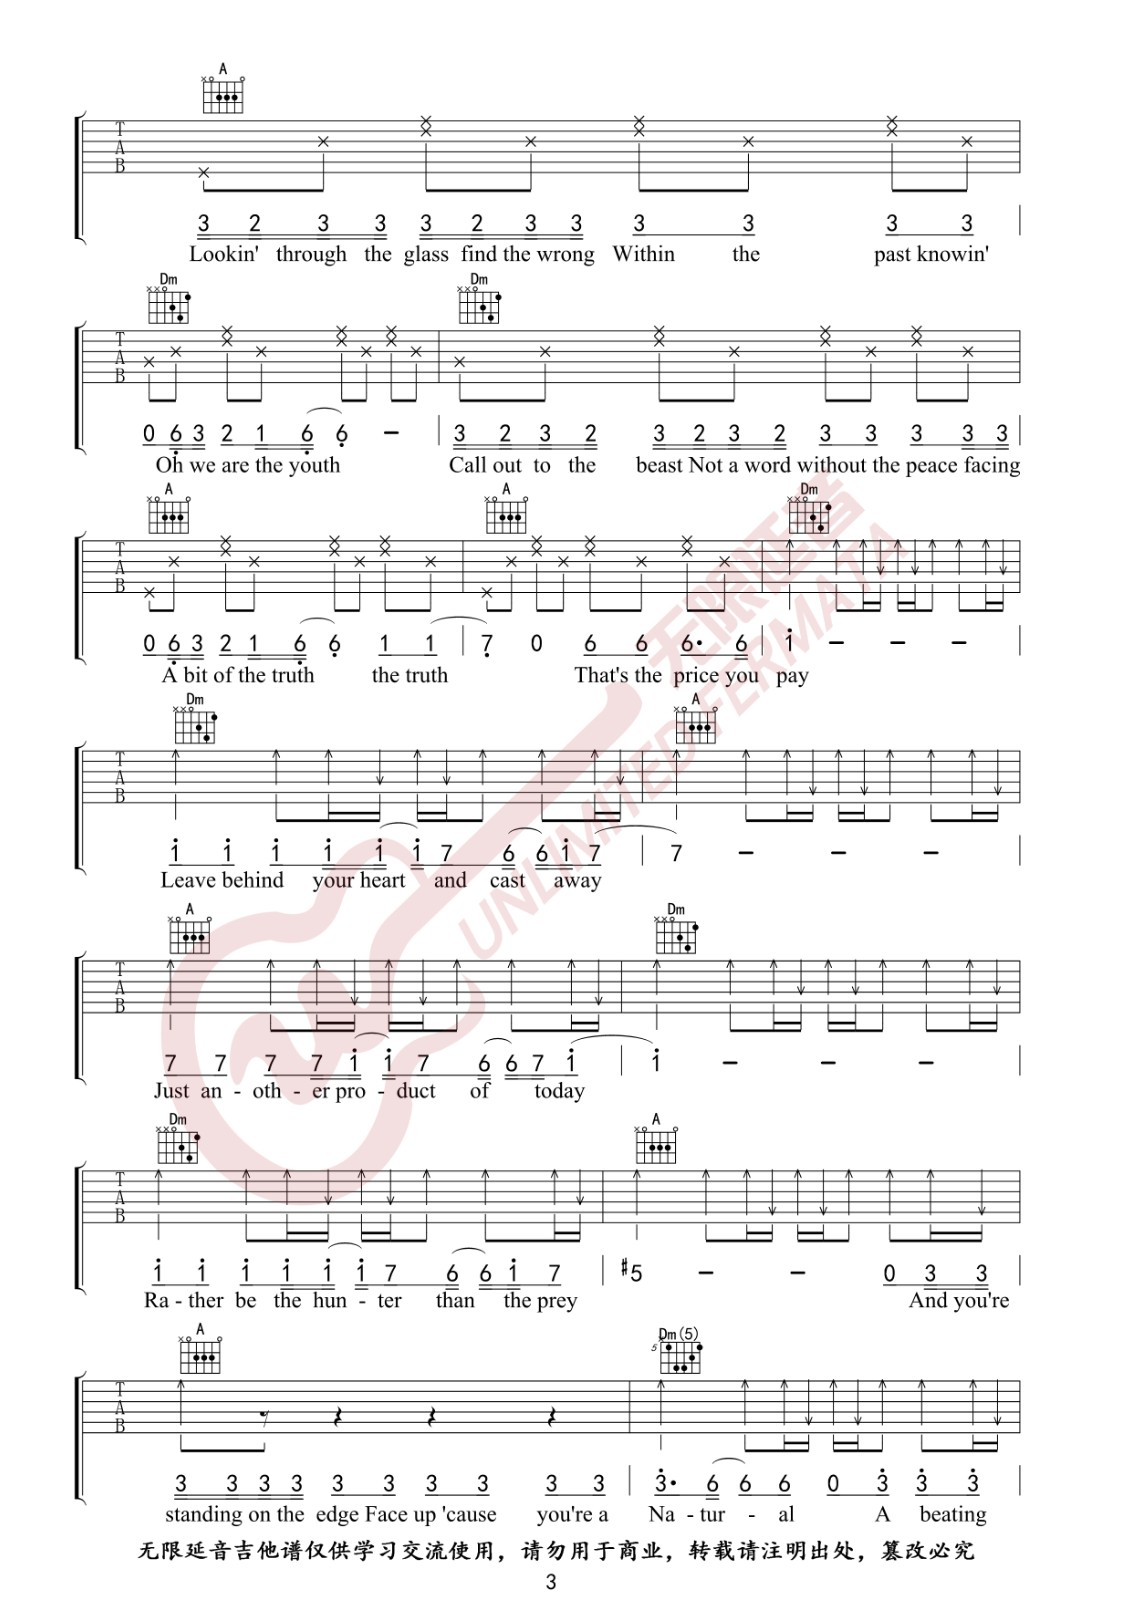 A
T A B
3 2 3 3 3 2 3 3 3 3 3 3
Lookin' through the glass find the wrong Within the past knowin'
Dm Dm
T A B
0 6 3 2 1 6 6 – 3 2 3 2 3 2 3 2 3 3 3 3 3
Oh we are the youth Call out to the beast Not a word without the peace facing
A A Dm
T A B
0 6 3 2 1 6 6 1 1 7 0 6 6 6· 6 1 – – –
A bit of the truth the truth That's the price you pay
Dm A
T A B
1 1 1 1 1 1 7 6 6 1 7 7 – – –
Leave behind your heart and cast away
A Dm
T A B
7 7 7 7 1 1 7 6 6 7 1 1 – – –
Just an - oth - er pro - duct of today
Dm A
T A B
1 1 1 1 1 1 7 6 6 1 7 #5 – – 0 3 3
Ra - ther be the hun - ter than the prey And you're
A Dm(5)
5
T A B
3 3 3 3 3 3 3 3 3 3 3· 6 6 6 0 3 3 3
standing on the edge Face up 'cause you're a Na - tur - al A beating
无限延音
UNLIMITED FERMATA
无限延音吉他谱仅供学习交流使用，请勿用于商业，转载请注明出处，篡改必究
3